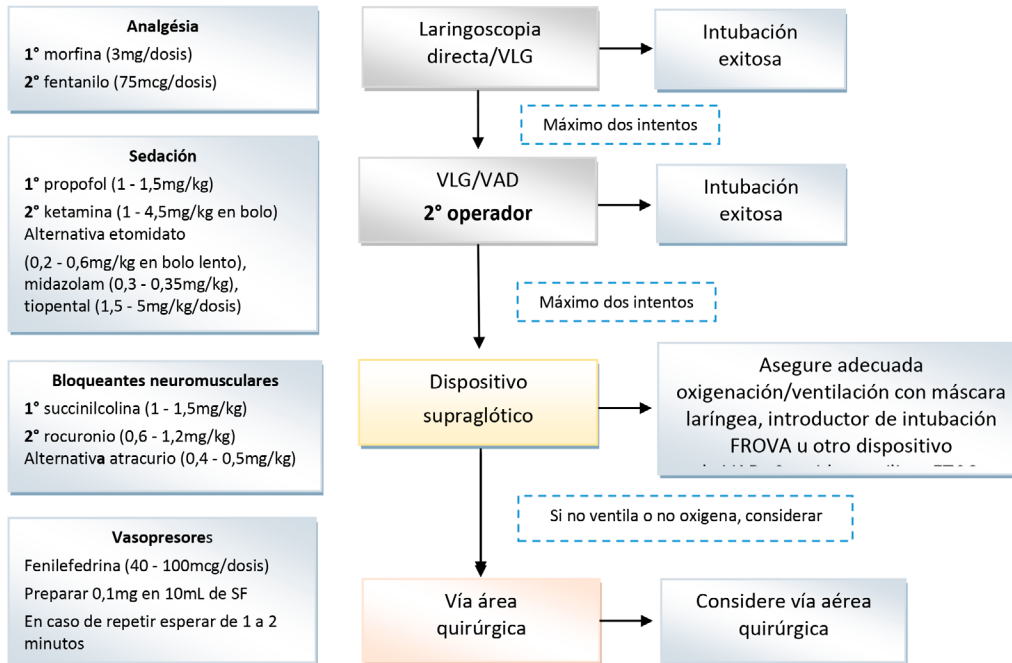 Analgésia
1° morfina (3mg/dosis)
2° fentanilo (75mcg/dosis)
Sedación
1° propofol (1 - 1,5mg/kg)
2° ketamina (1 - 4,5mg/kg en bolo)
Alternativa etomidato
(0,2 - 0,6mg/kg en bolo lento),
midazolam (0,3 - 0,35mg/kg),
tiopental (1,5 - 5mg/kg/dosis)
Bloqueantes neuromusculares
1° succinilcolina (1 - 1,5mg/kg)
2° rocuronio (0,6 - 1,2mg/kg)
Alternativa atracurio (0,4 - 0,5mg/kg)
Vasopresores
Fenilefedrina (40 - 100mcg/dosis)
Preparar 0,1mg en 10mL de SF
En caso de repetir esperar de 1 a 2
minutos
Laringoscopia
directa/VLG
Intubación
exitosa
Máximo dos intentos
VLG/VAD
2° operador
Intubación
exitosa
Máximo dos intentos
Dispositivo
supraglótico
Asegure adecuada
oxigenación/ventilación con máscara
laríngea, introductor de intubación
FROVA u otro dispositivo
Si no ventila o no oxigena, considerar
Vía área
quirúrgica
Considere vía aérea
quirúrgica